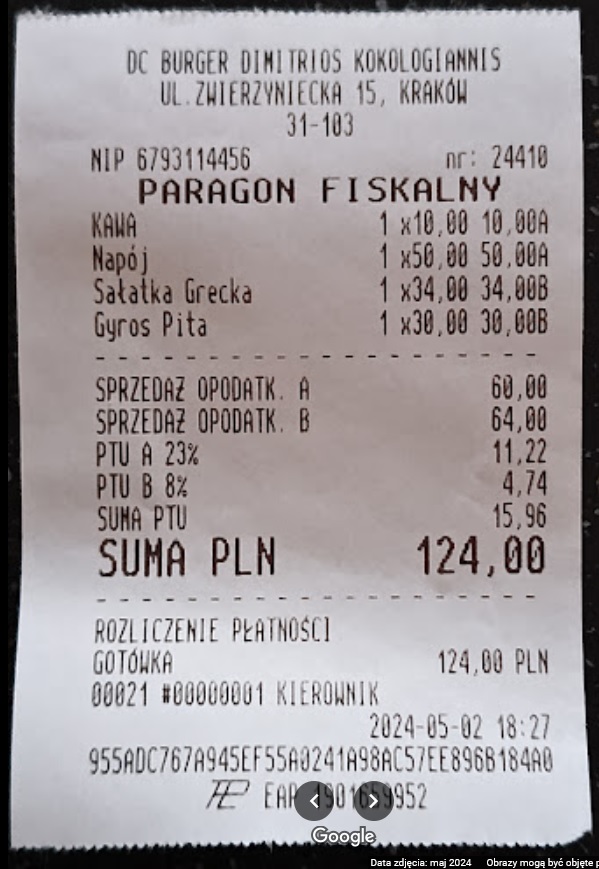 DC BURGER DIMITRIOS KOKOLOGIANNIS
UL.ZWIERZYNIECKA 15, KRAKÓW
31-103
NIP 6793114456 nr: 24410
PARAGON FISKALNY
KAWA 1 x10,00 10,00A
Napój 1 x50,00 50,00A
Sałatka Grecka 1 x34,00 34,00B
Gyros Pita 1 x30,00 30,00B
SPRZEDAŻ OPODATK. A 60,00
SPRZEDAŻ OPODATK. B 64,00
PTU A 23% 11,22
PTU B 8% 4,74
SUMA PTU 15,96
SUMA PLN 124,00
ROZLICZENIE PŁATNOŚCI
GOTÓWKA 124,00 PLN
00021 #00000001 KIEROWNIK
2024-05-02 18:27
955ADC767A945EF55A0241A98AC57EE896B184A0
Google
Data zdjęcia: maj 2024 Obrazy mogą być objęte